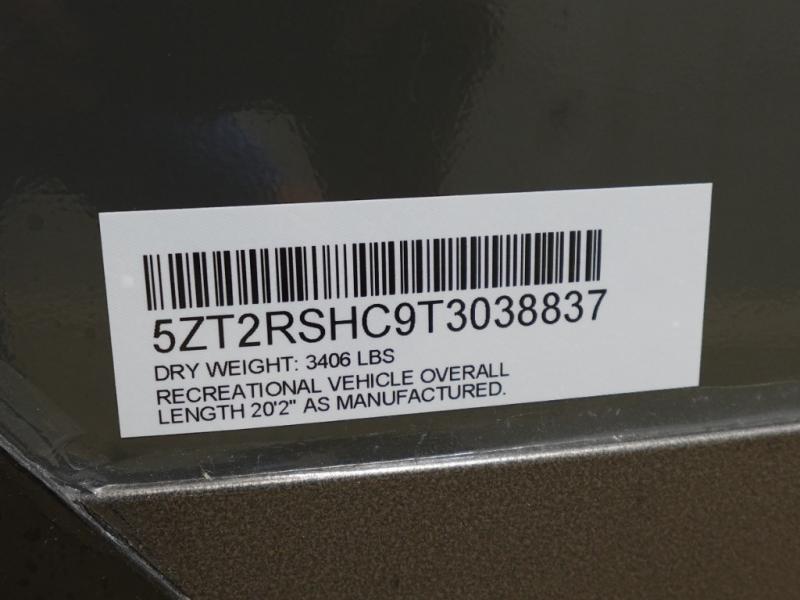 5ZT2RSHC9T3038837
DRY WEIGHT: 3406 LBS
RECREATIONAL VEHICLE OVERALL
LENGTH 20'2" AS MANUFACTURED.